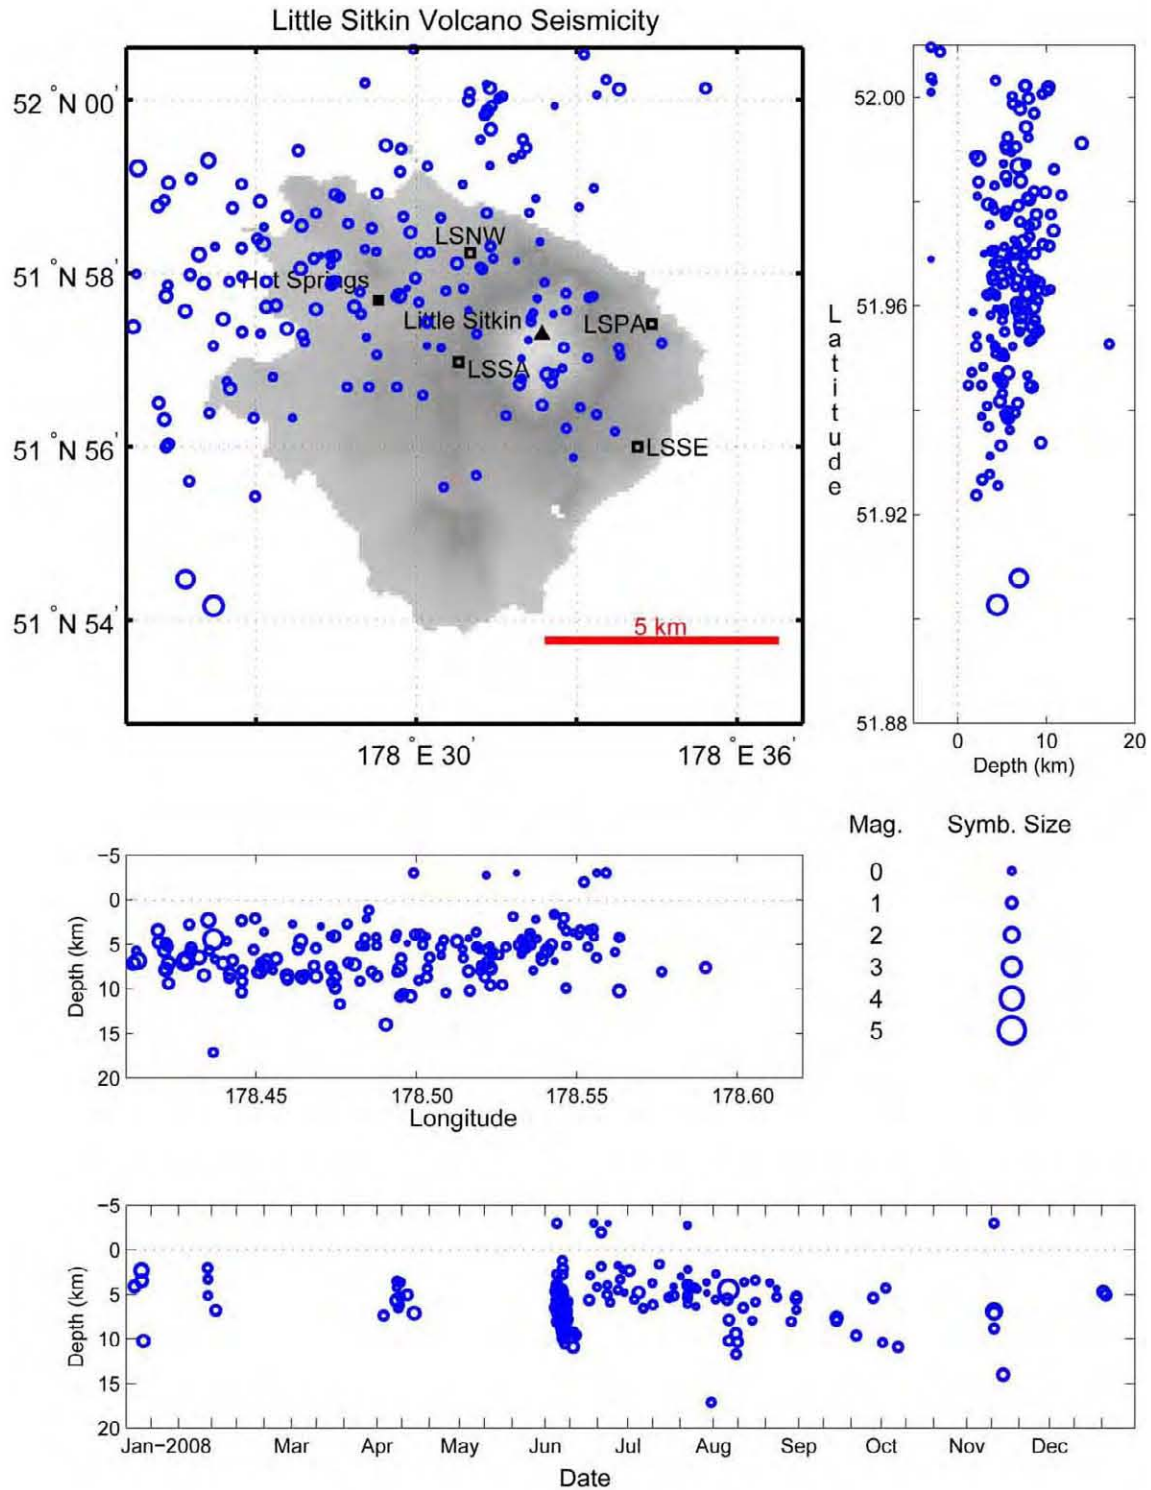 Little Sitkin Volcano Seismicity
52 °N 00'
51 °N 58'
51 °N 56'
51 °N 54'
LSNW
Hot Springs
Little Sitkin
LSPA
LSSA
LSSE
5 km
178 °E 30'
178 °E 36'
52.00
51.96
51.92
51.88
Latitude
0 10 20
Depth (km)
Mag. Symb. Size
0
1
2
3
4
5
−5
0
5
10
15
20
Depth (km)
178.45 178.50 178.55 178.60
Longitude
−5
0
5
10
15
20
Depth (km)
Jan−2008 Mar Apr May Jun Jul Aug Sep Oct Nov Dec
Date